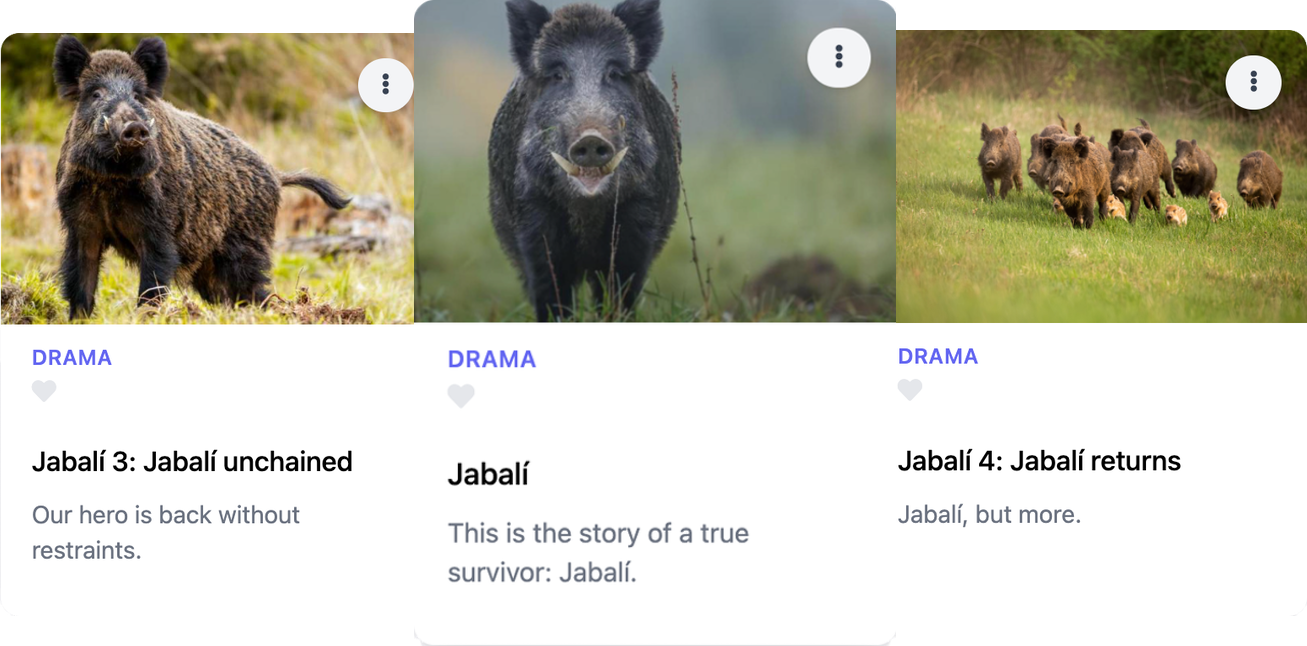 DRAMA
Jabalí 3: Jabalí unchained
Our hero is back without
restraints.
DRAMA
Jabalí
This is the story of a true
survivor: Jabalí.
DRAMA
Jabalí 4: Jabalí returns
Jabalí, but more.